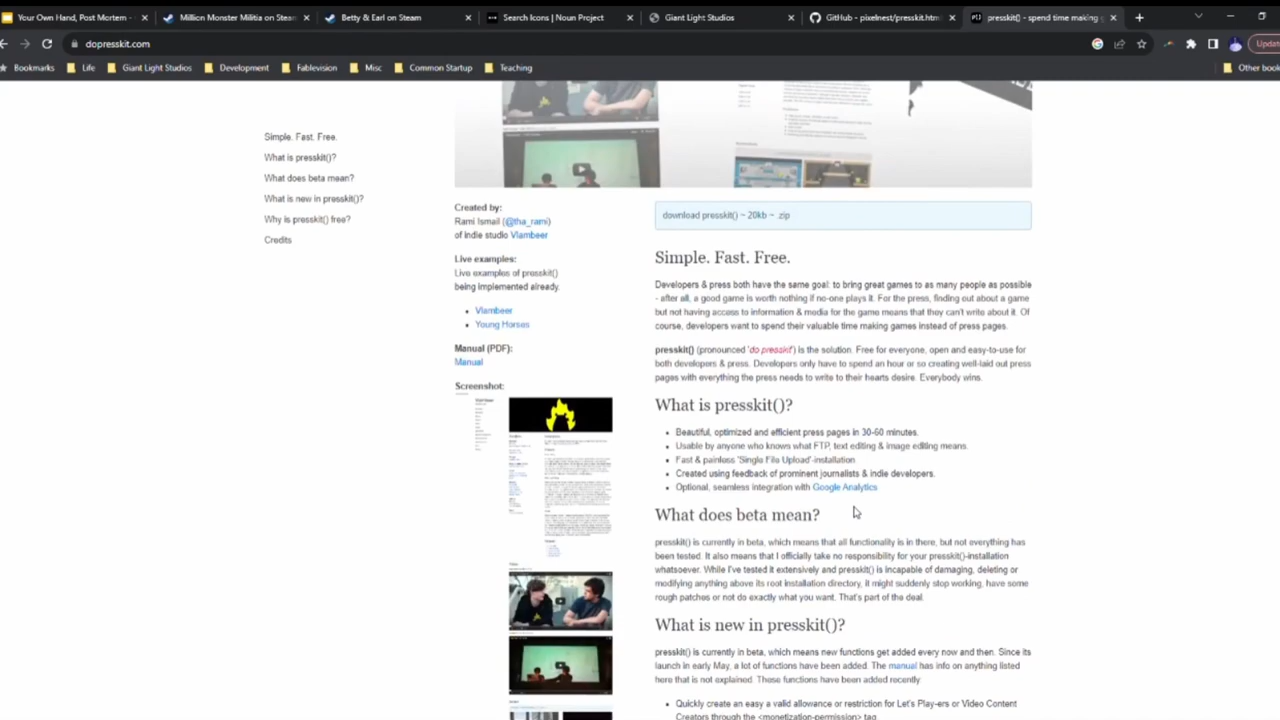 Your Own Hand, Post Mortem -
Million Monster Militia on Steam
Betty & Earl on Steam
Search Icons | Noun Project
Giant Light Studios
GitHub - pixelnest/presskit.htm
presskit() - spend time making g
dopresskit.com
Update
Bookmarks
Life
Giant Light Studios
Development
Fablevision
Misc
Common Startup
Teaching
Other book
Simple. Fast. Free.
What is presskit()?
What does beta mean?
What is new in presskit()?
Why is presskit() free?
Credits
Created by:
Rami Ismail (@tha_rami)
of indie studio Vlambeer
Live examples:
Live examples of presskit()
being implemented already.
Vlambeer
Young Horses
Manual (PDF):
Manual
Screenshot:
download presskit() ~ 20kb ~ .zip
Simple. Fast. Free.
Developers & press both have the same goal: to bring great games to as many people as possible
- after all, a good game is worth nothing if no-one plays it. For the press, finding out about a game
but not having access to information & media for the game means that they can't write about it. Of
course, developers want to spend their valuable time making games instead of press pages.
presskit() (pronounced 'do presskit') is the solution. Free for everyone, open and easy-to-use for
both developers & press. Developers only have to spend an hour or so creating well-laid out press
pages with everything the press needs to write to their hearts desire. Everybody wins.
What is presskit()?
Beautiful, optimized and efficient press pages in 30-60 minutes.
Usable by anyone who knows what FTP, text editing & image editing means.
Fast & painless 'Single File Upload'-installation
Created using feedback of prominent journalists & indie developers.
Optional, seamless integration with Google Analytics
What does beta mean?
presskit() is currently in beta, which means that all functionality is in there, but not everything has
been tested. It also means that I officially take no responsibility for your presskit()-installation
whatsoever. While I've tested it extensively and presskit() is incapable of damaging, deleting or
modifying anything above its root installation directory, it might suddenly stop working, have some
rough patches or not do exactly what you want. That's part of the deal.
What is new in presskit()?
presskit() is currently in beta, which means new functions get added every now and then. Since its
launch in early May, a lot of functions have been added. The manual has info on anything listed
here that is not explained. These functions have been added recently:
Quickly create an easy a valid allowance or restriction for Let's Play-ers or Video Content
Creators through the <monetization-permission> tag